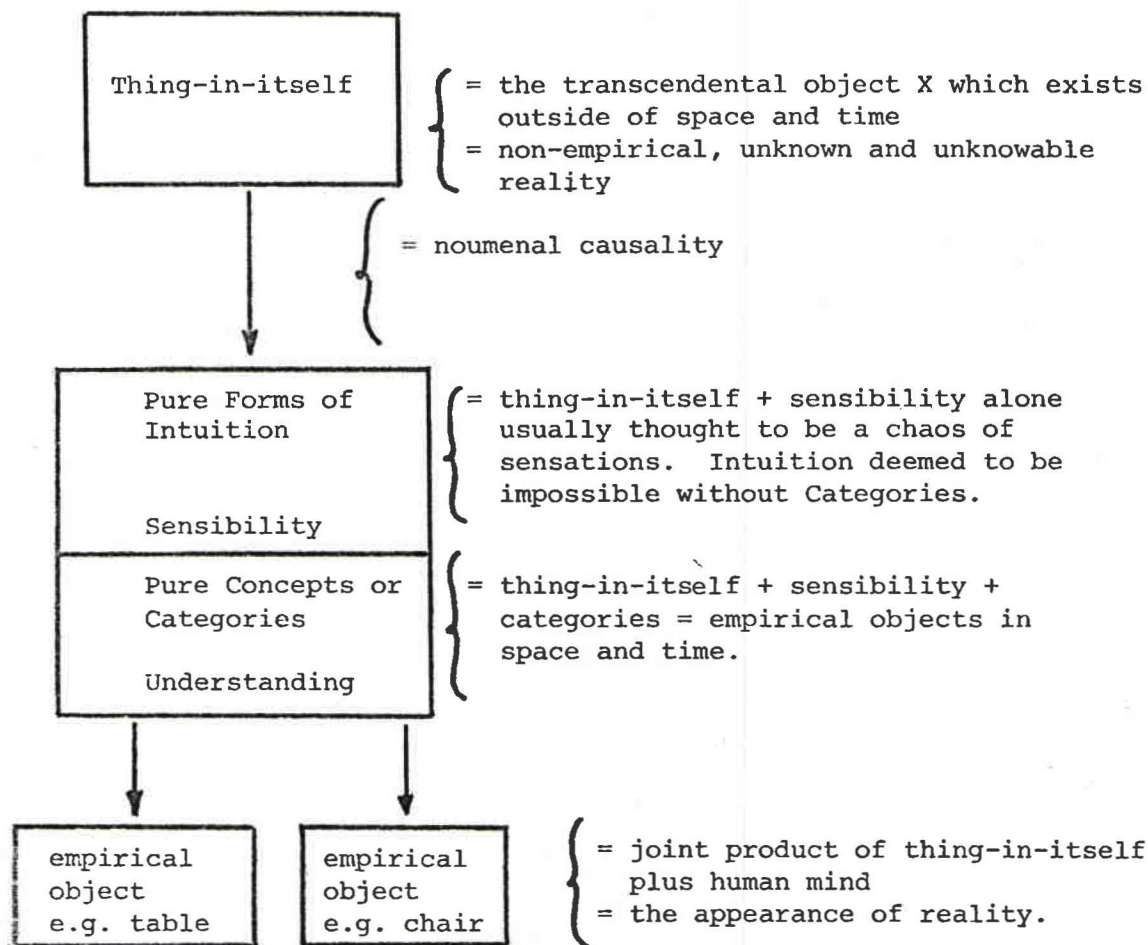 Thing-in-itself
= the transcendental object X which exists
outside of space and time
= non-empirical, unknown and unknowable
reality
= noumenal causality
Pure Forms of
Intuition
Sensibility
= thing-in-itself + sensibility alone
usually thought to be a chaos of
sensations. Intuition deemed to be
impossible without Categories.
Pure Concepts or
Categories
Understanding
= thing-in-itself + sensibility +
categories = empirical objects in
space and time.
empirical
object
e.g. table
empirical
object
e.g. chair
= joint product of thing-in-itself
plus human mind
= the appearance of reality.